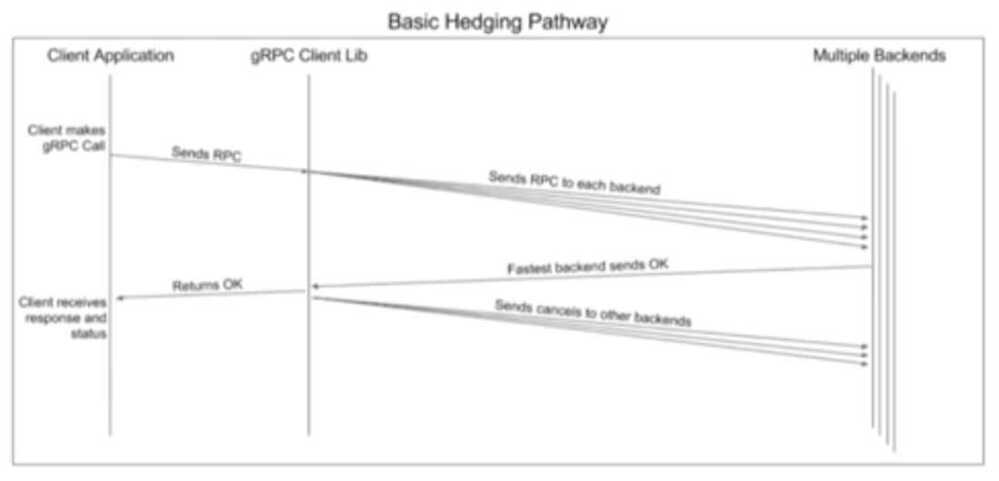 Basic Hedging Pathway
Client Application
gRPC Client Lib
Multiple Backends
Client makes
gRPC Call
Sends RPC
Sends RPC to each backend
Fastest backend sends OK
Returns OK
Client receives
response and
status
Sends cancels to other backends